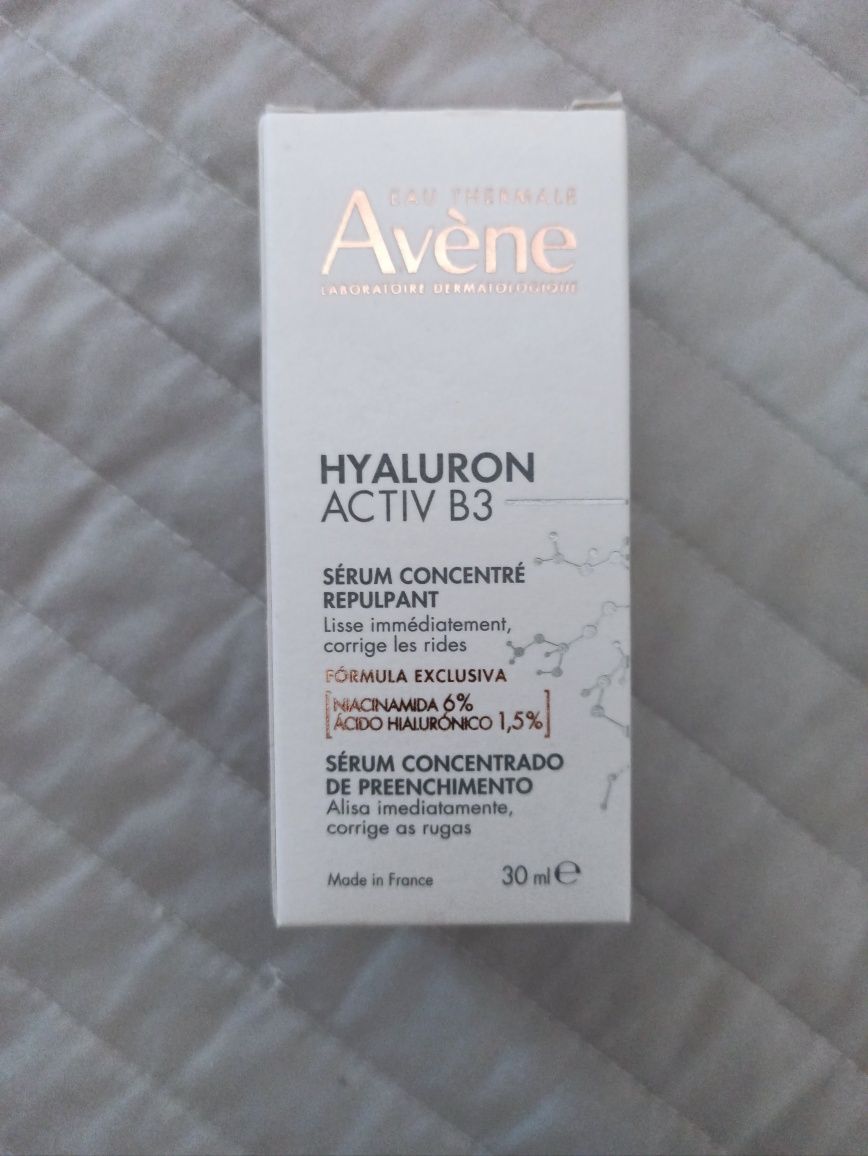 EAU THERMALE
Avène
LABORATOIRE DERMATOLOGIQUE
HYALURON
ACTIV B3
SÉRUM CONCENTRÉ
REPULPANT
Lisse immédiatement,
corrige les rides
FÓRMULA EXCLUSIVA
[NIACINAMIDA 6%
ÁCIDO HIALURÓNICO 1,5%]
SÉRUM CONCENTRADO
DE PREENCHIMENTO
Alisa imediatamente,
corrige as rugas
Made in France 30 ml ℮